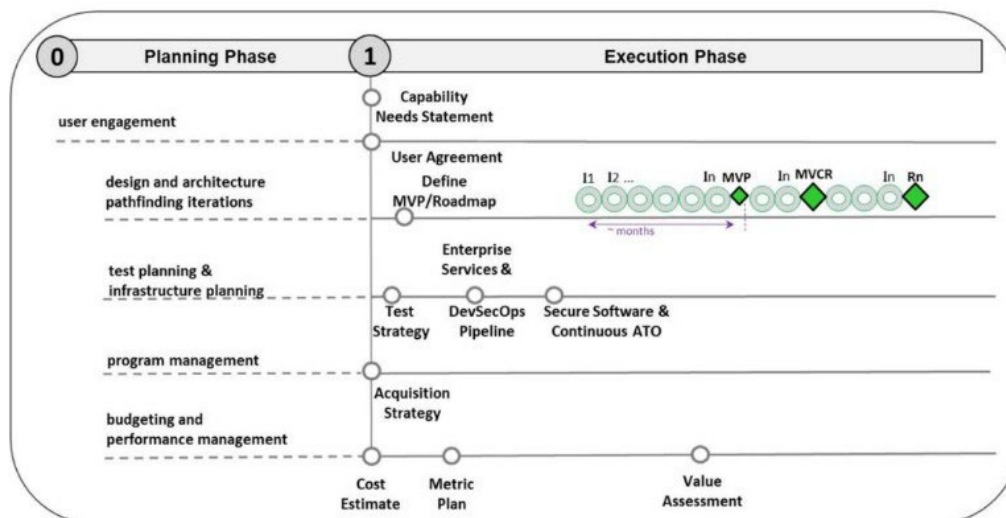 0 Planning Phase 1 Execution Phase
Capability
Needs Statement
user engagement
User Agreement
design and architecture
pathfinding iterations
Define
MVP/Roadmap
I1 I2 ... In MVP In MVCR In Rn
~ months
Enterprise
Services &
test planning &
infrastructure planning
Test
Strategy
DevSecOps
Pipeline
Secure Software &
Continuous ATO
program management
Acquisition
Strategy
budgeting and
performance management
Cost
Estimate
Metric
Plan
Value
Assessment